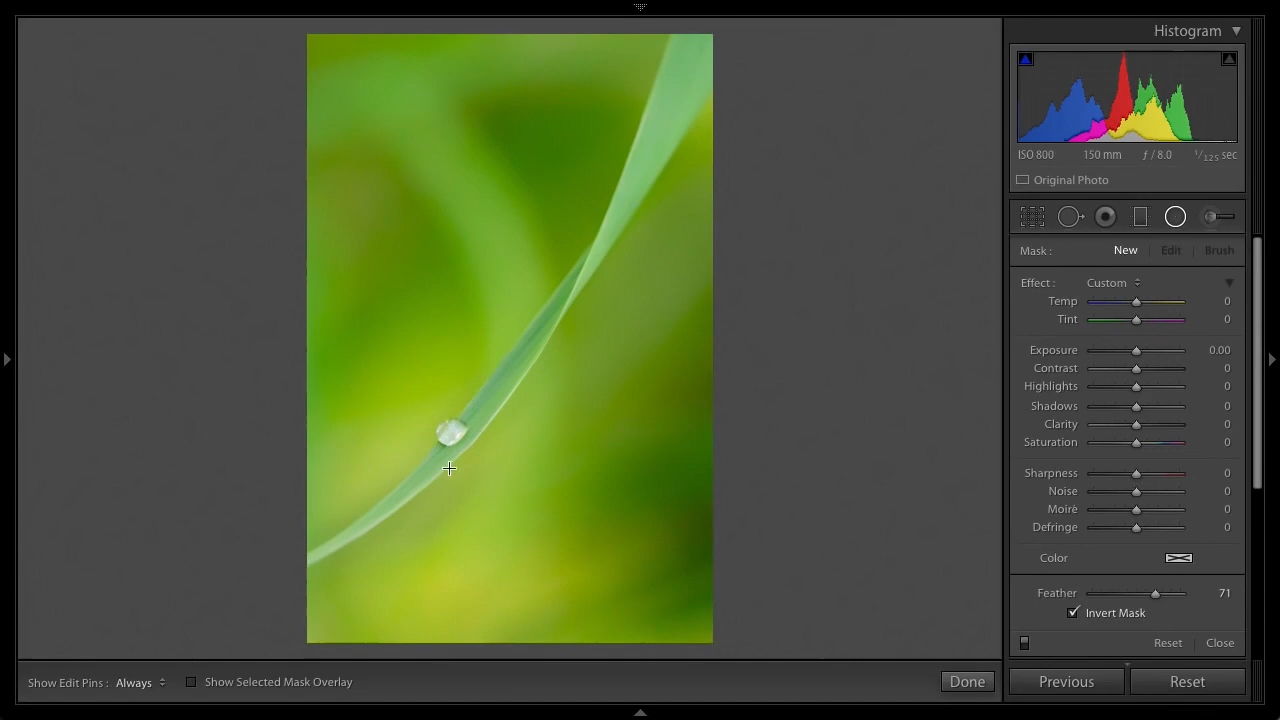 Histogram
ISO 800 150 mm ƒ / 8.0 1/125 sec
Original Photo
Mask : New Edit Brush
Effect : Custom
Temp 0
Tint 0
Exposure 0.00
Contrast 0
Highlights 0
Shadows 0
Clarity 0
Saturation 0
Sharpness 0
Noise 0
Moiré 0
Defringe 0
Color
Feather 71
Invert Mask
Reset Close
Show Edit Pins : Always Show Selected Mask Overlay Done Previous Reset